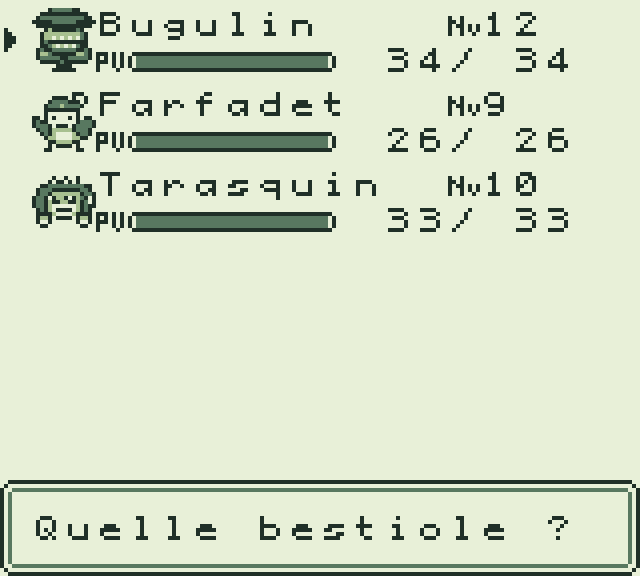 Bugulin Nv12
PV 34/ 34
Farfadet Nv9
PV 26/ 26
Tarasquin Nv10
PV 33/ 33
Quelle bestiole ?